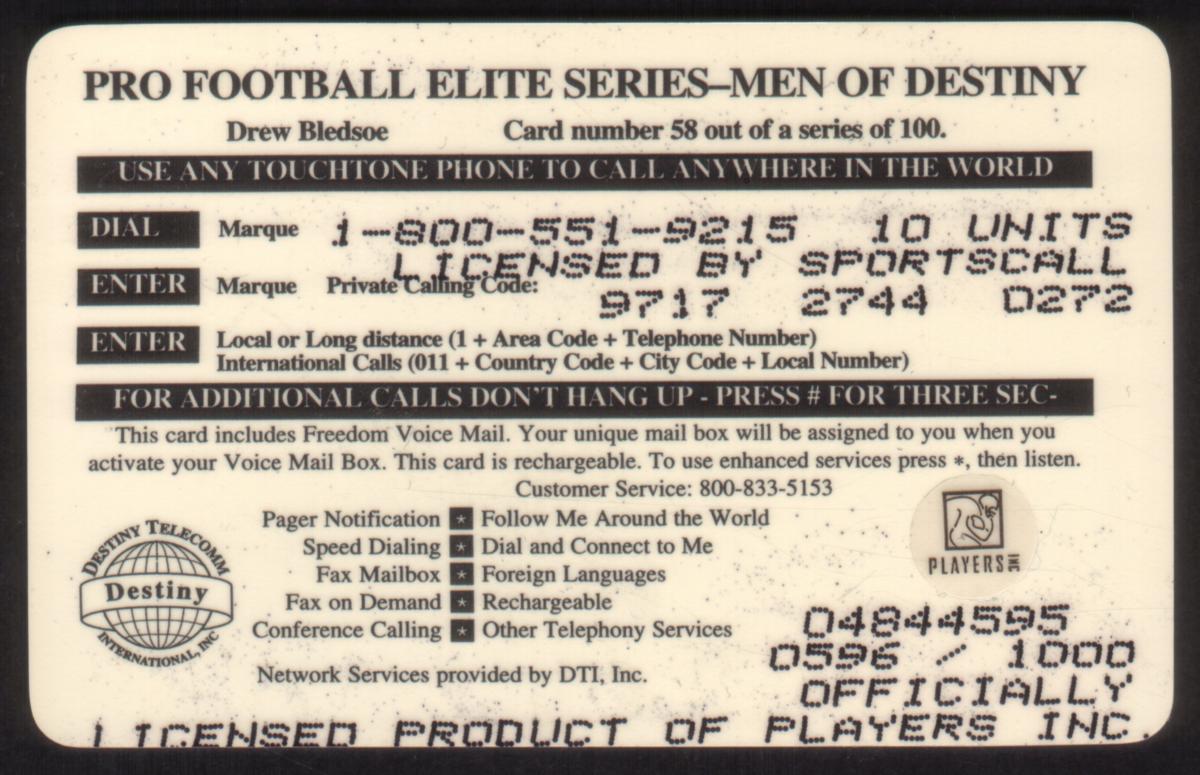 PRO FOOTBALL ELITE SERIES–MEN OF DESTINY
Drew Bledsoe Card number 58 out of a series of 100.
USE ANY TOUCHTONE PHONE TO CALL ANYWHERE IN THE WORLD
DIAL Marque 1-800-551-9215 10 UNITS
LICENSED BY SPORTSCALL
ENTER Marque Private Calling Code:
9717 2744 0272
ENTER Local or Long distance (1 + Area Code + Telephone Number)
International Calls (011 + Country Code + City Code + Local Number)
FOR ADDITIONAL CALLS DON'T HANG UP - PRESS # FOR THREE SEC-
This card includes Freedom Voice Mail. Your unique mail box will be assigned to you when you
activate your Voice Mail Box. This card is rechargeable. To use enhanced services press *, then listen.
Customer Service: 800-833-5153
Pager Notification * Follow Me Around the World
Speed Dialing * Dial and Connect to Me
Fax Mailbox * Foreign Languages
Fax on Demand * Rechargeable
Conference Calling * Other Telephony Services
Network Services provided by DTI, Inc.
DESTINY TELECOMM
Destiny
INTERNATIONAL, INC
PLAYERS INC
04844595
0596 / 1000
OFFICIALLY
LICENSED PRODUCT OF PLAYERS INC.